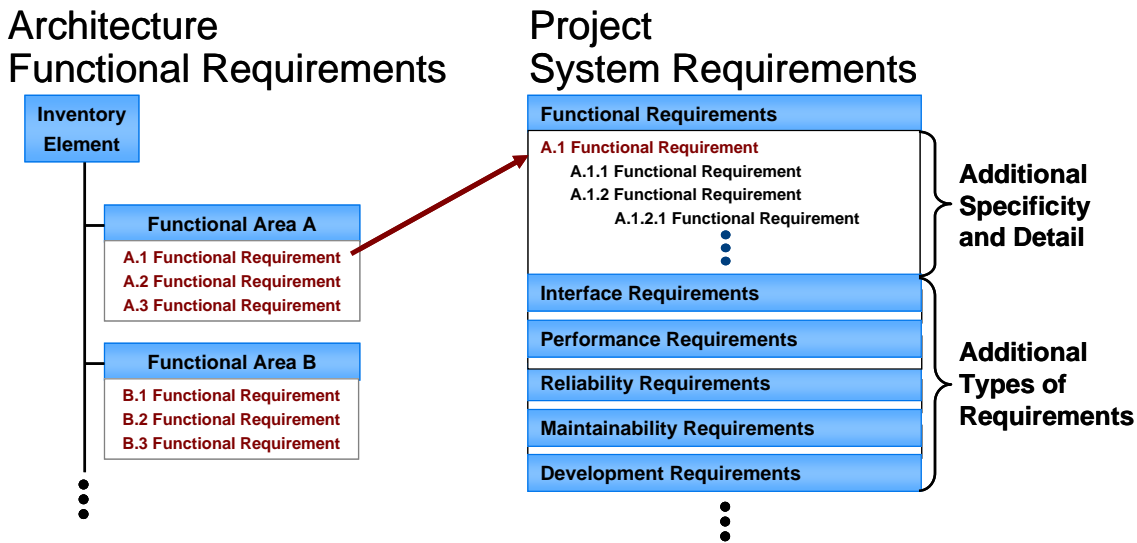 Architecture
Functional Requirements
Inventory
Element
Functional Area A
A.1 Functional Requirement
A.2 Functional Requirement
A.3 Functional Requirement
Functional Area B
B.1 Functional Requirement
B.2 Functional Requirement
B.3 Functional Requirement
Project
System Requirements
Functional Requirements
A.1 Functional Requirement
A.1.1 Functional Requirement
A.1.2 Functional Requirement
A.1.2.1 Functional Requirement
Interface Requirements
Performance Requirements
Reliability Requirements
Maintainability Requirements
Development Requirements
Additional
Specificity
and Detail
Additional
Types of
Requirements